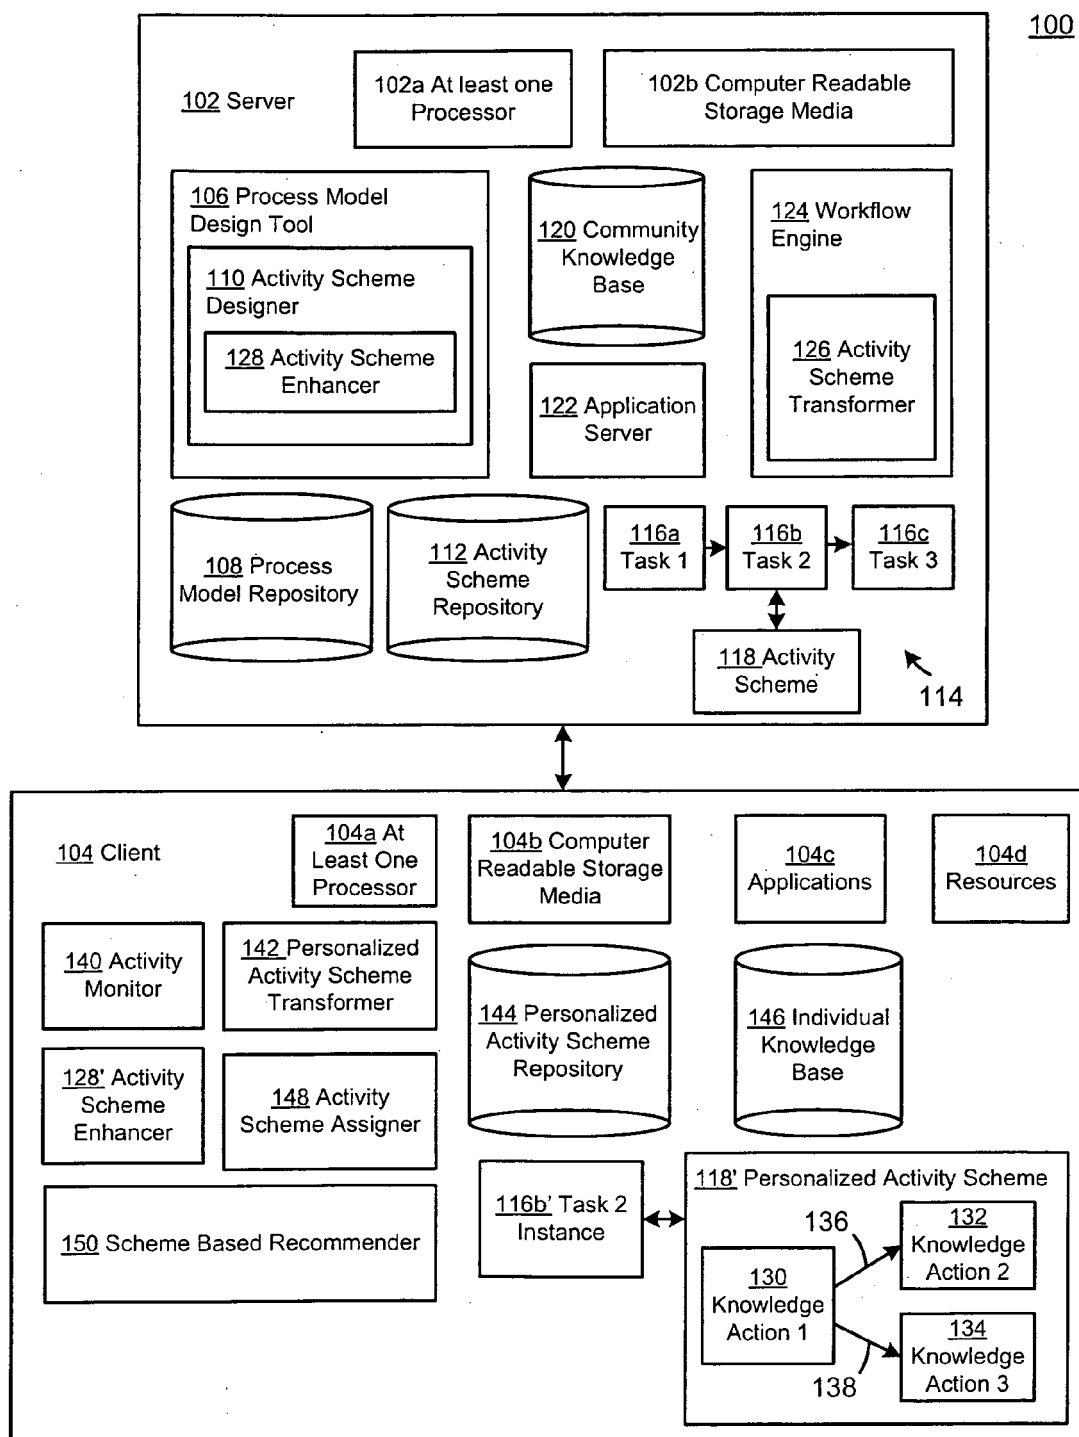 100
102 Server
102a At least one
Processor
102b Computer Readable
Storage Media
106 Process Model
Design Tool
110 Activity Scheme
Designer
128 Activity Scheme
Enhancer
120 Community
Knowledge
Base
122 Application
Server
124 Workflow
Engine
126 Activity
Scheme
Transformer
108 Process
Model Repository
112 Activity
Scheme
Repository
116a
Task 1
116b
Task 2
116c
Task 3
118 Activity
Scheme
114
104 Client
104a At
Least One
Processor
104b Computer
Readable Storage
Media
104c
Applications
104d
Resources
140 Activity
Monitor
142 Personalized
Activity Scheme
Transformer
144 Personalized
Activity Scheme
Repository
146 Individual
Knowledge
Base
128' Activity
Scheme
Enhancer
148 Activity
Scheme Assigner
150 Scheme Based Recommender
116b' Task 2
Instance
118' Personalized Activity Scheme
130
Knowledge
Action 1
136
132
Knowledge
Action 2
138
134
Knowledge
Action 3